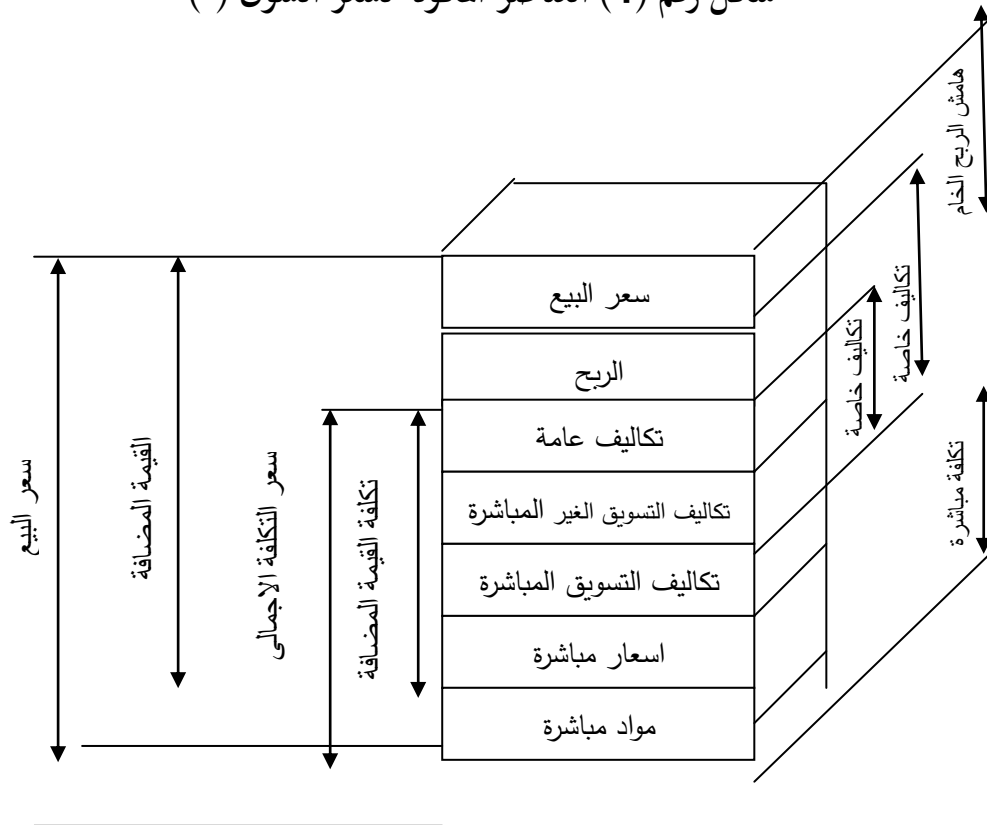 هامش الربح الخام
تكاليف خاصة
تكاليف خاصة
تكلفة مباشرة
سعر البيع
الربح
تكاليف عامة
تكاليف التسويق الغير المباشرة
تكاليف التسويق المباشرة
اسعار مباشرة
مواد مباشرة
تكلفة القيمة المضافة
سعر التكلفة الاجمالى
القيمة المضافة
سعر البيع